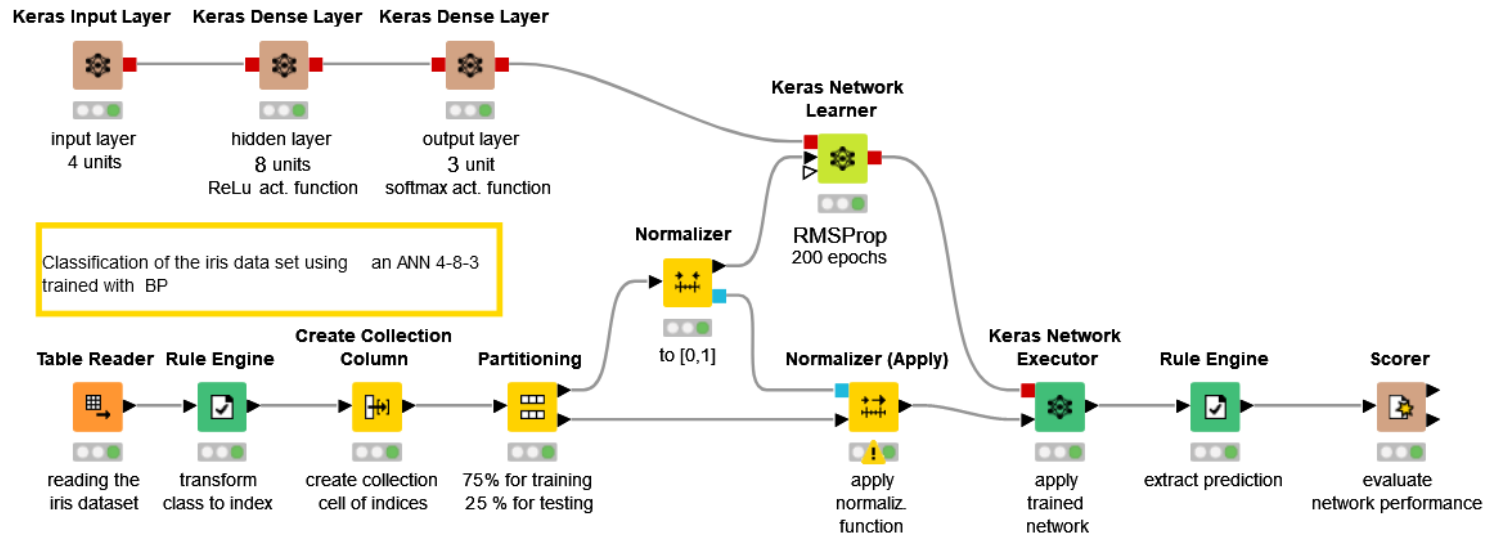 Keras Input Layer
Keras Dense Layer
Keras Dense Layer
input layer
4 units
hidden layer
8 units
ReLu act. function
output layer
3 unit
softmax act. function
Keras Network
Learner
RMSProp
200 epochs
Classification of the iris data set using an ANN 4-8-3
trained with BP
Normalizer
to [0,1]
Table Reader
reading the
iris dataset
Rule Engine
transform
class to index
Create Collection
Column
create collection
cell of indices
Partitioning
75% for training
25 % for testing
Normalizer (Apply)
apply
normaliz.
function
Keras Network
Executor
apply
trained
network
Rule Engine
extract prediction
Scorer
evaluate
network performance